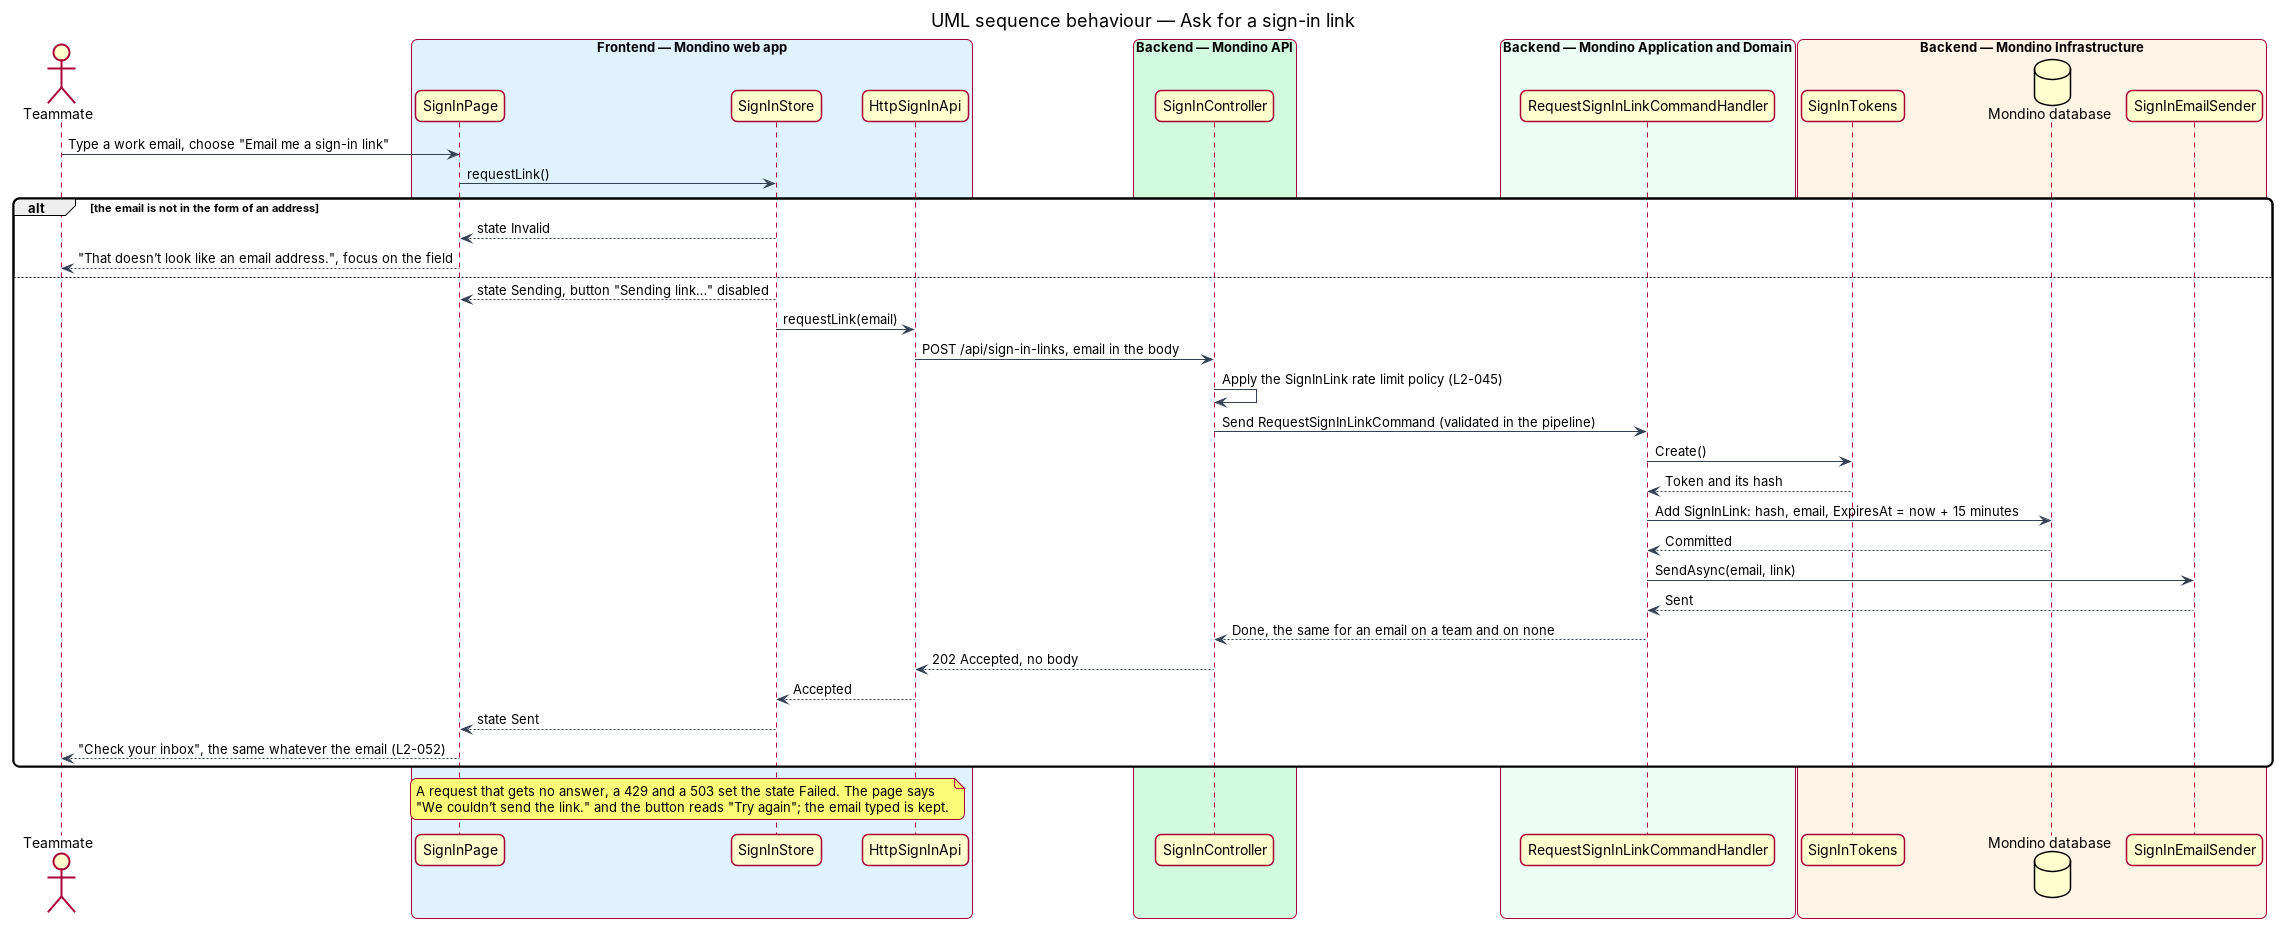 UML sequence behaviour — Ask for a sign-in link
Frontend — Mondino web app
Backend — Mondino API
Backend — Mondino Application and Domain
Backend — Mondino Infrastructure
Teammate
SignInPage
SignInStore
HttpSignInApi
SignInController
RequestSignInLinkCommandHandler
SignInTokens
Mondino database
SignInEmailSender
Type a work email, choose "Email me a sign-in link"
requestLink()
alt
[the email is not in the form of an address]
state Invalid
"That doesn't look like an email address.", focus on the field
state Sending, button "Sending link…" disabled
requestLink(email)
POST /api/sign-in-links, email in the body
Apply the SignInLink rate limit policy (L2-045)
Send RequestSignInLinkCommand (validated in the pipeline)
Create()
Token and its hash
Add SignInLink: hash, email, ExpiresAt = now + 15 minutes
Committed
SendAsync(email, link)
Sent
Done, the same for an email on a team and on none
202 Accepted, no body
Accepted
state Sent
"Check your inbox", the same whatever the email (L2-052)
A request that gets no answer, a 429 and a 503 set the state Failed. The page says
"We couldn't send the link." and the button reads "Try again"; the email typed is kept.
Teammate
SignInPage
SignInStore
HttpSignInApi
SignInController
RequestSignInLinkCommandHandler
SignInTokens
Mondino database
SignInEmailSender